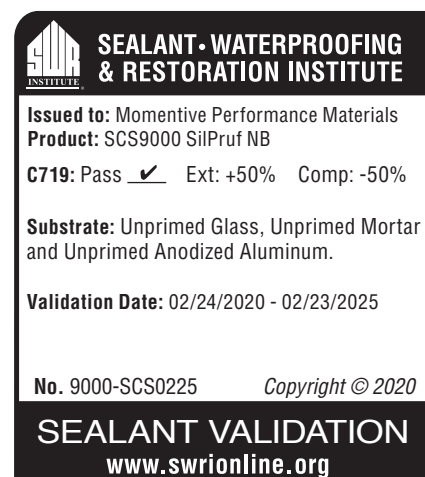 SWR
INSTITUTE
SEALANT • WATERPROOFING
& RESTORATION INSTITUTE
Issued to: Momentive Performance Materials
Product: SCS9000 SilPruf NB
C719: Pass ✔ Ext: +50% Comp: -50%
Substrate: Unprimed Glass, Unprimed Mortar
and Unprimed Anodized Aluminum.
Validation Date: 02/24/2020 - 02/23/2025
No. 9000-SCS0225 Copyright © 2020
SEALANT VALIDATION
www.swrionline.org